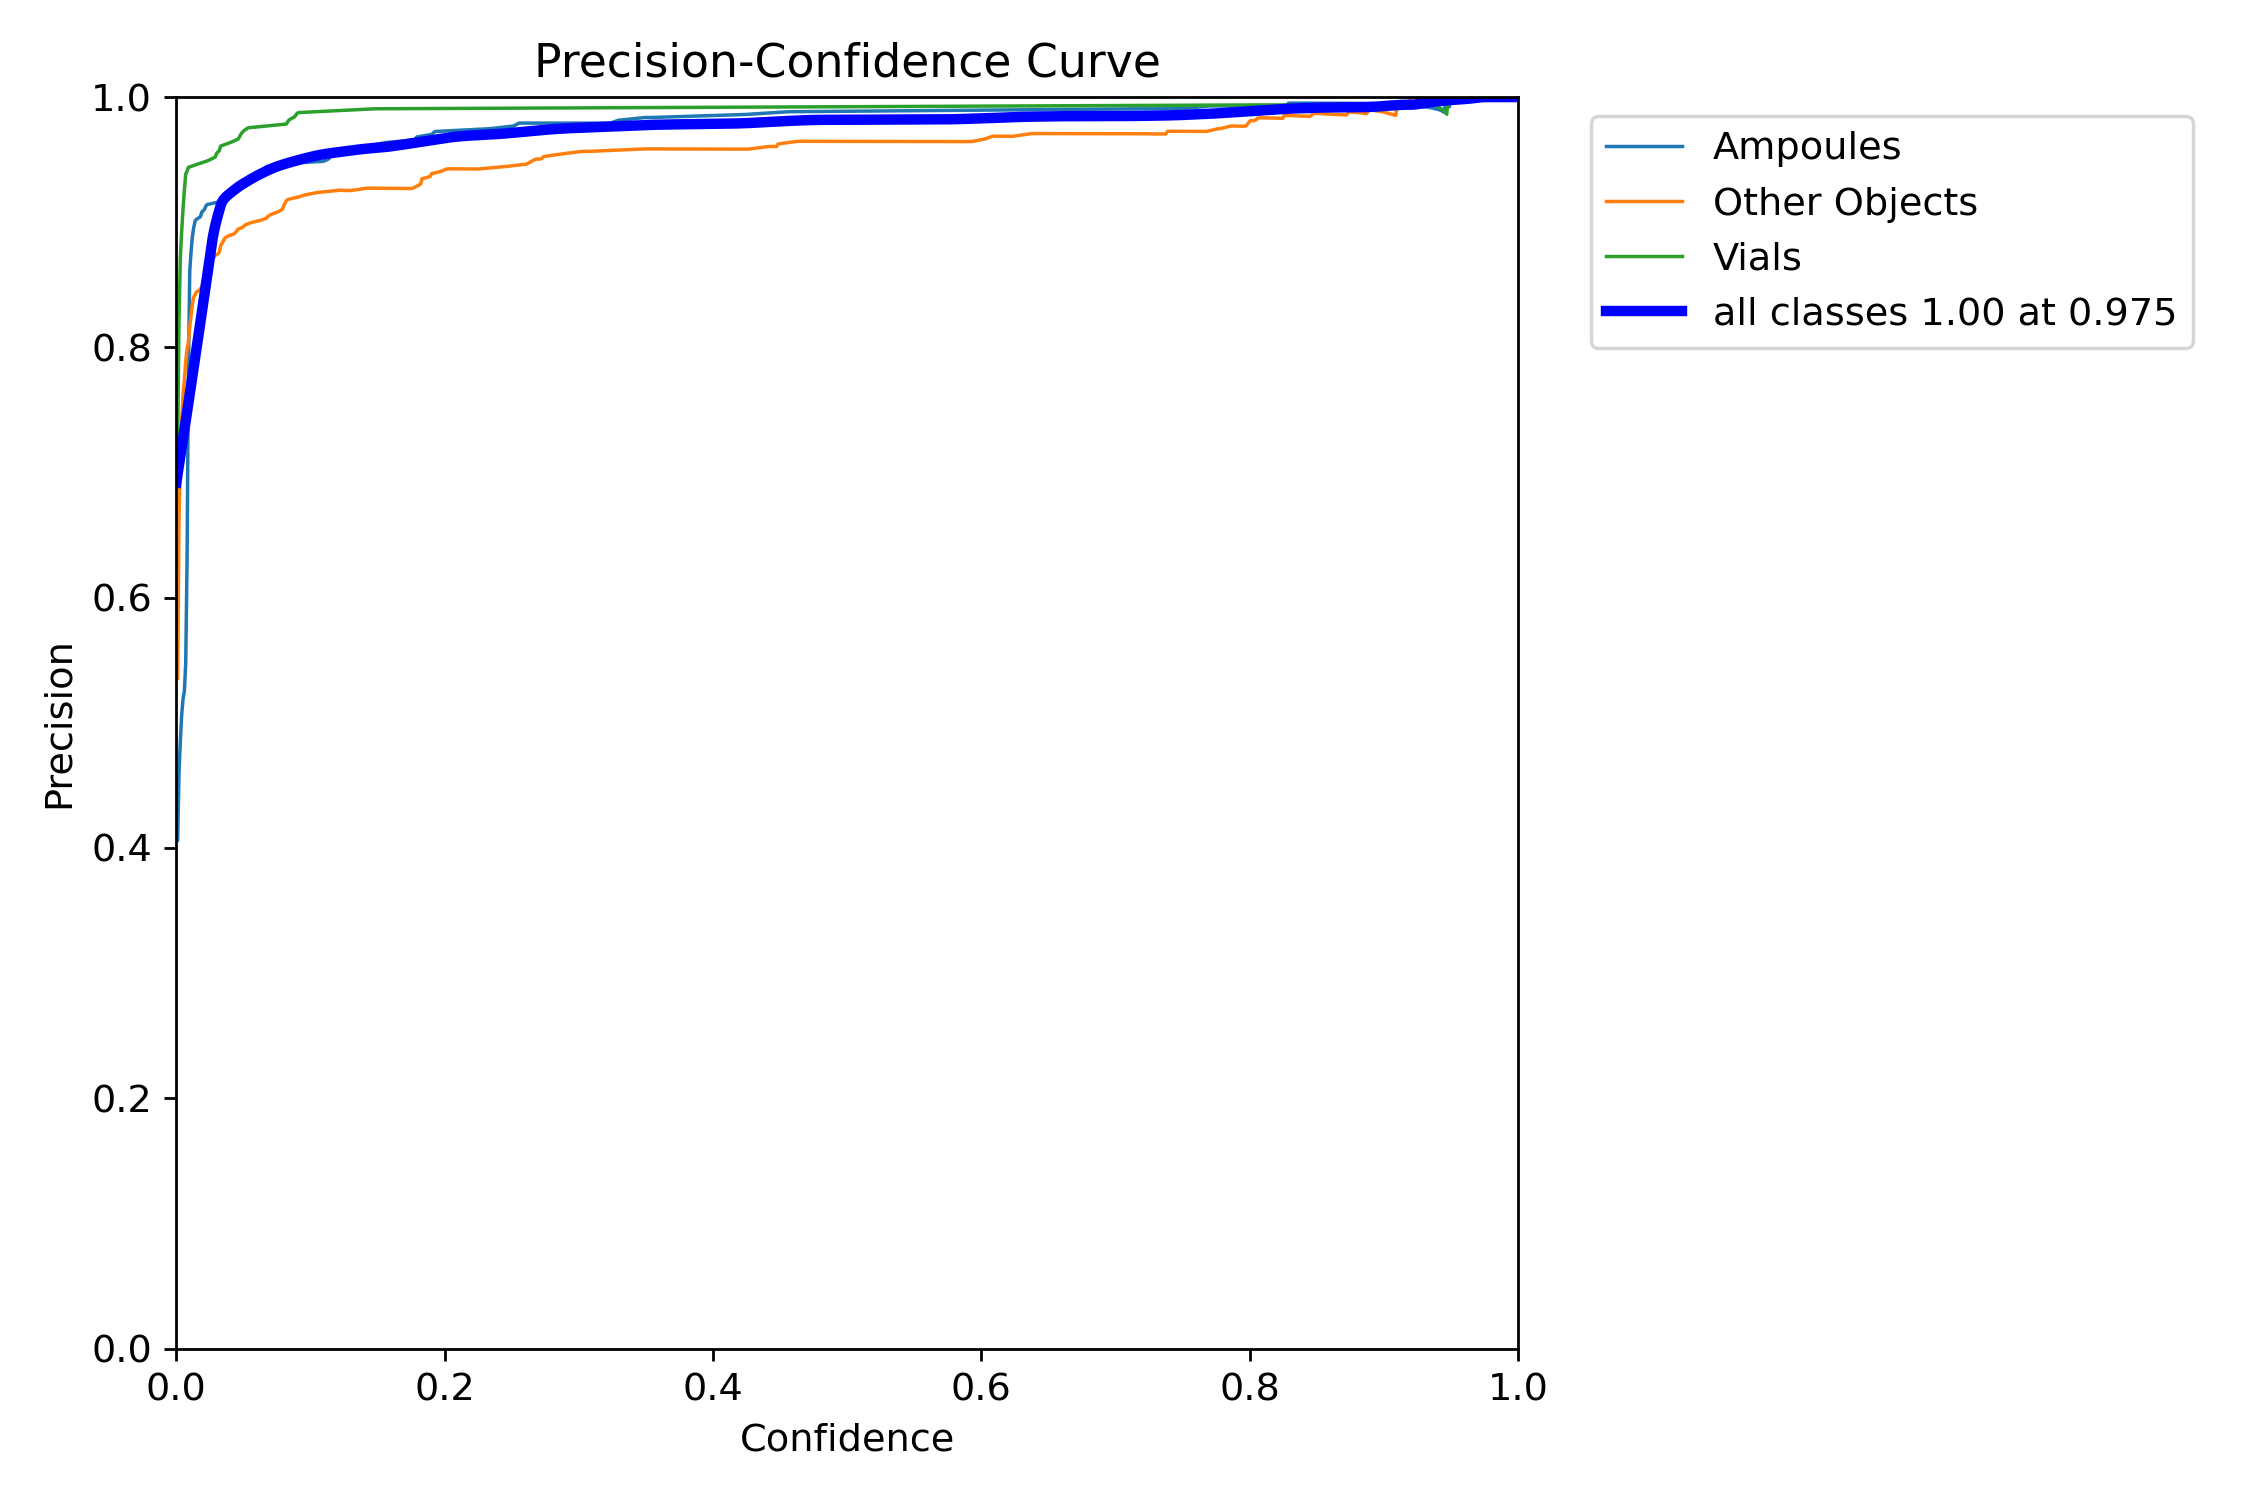 Precision-Confidence Curve
1.0
0.8
0.6
0.4
0.2
0.0
Precision
0.0 0.2 0.4 0.6 0.8 1.0
Confidence
Ampoules
Other Objects
Vials
all classes 1.00 at 0.975